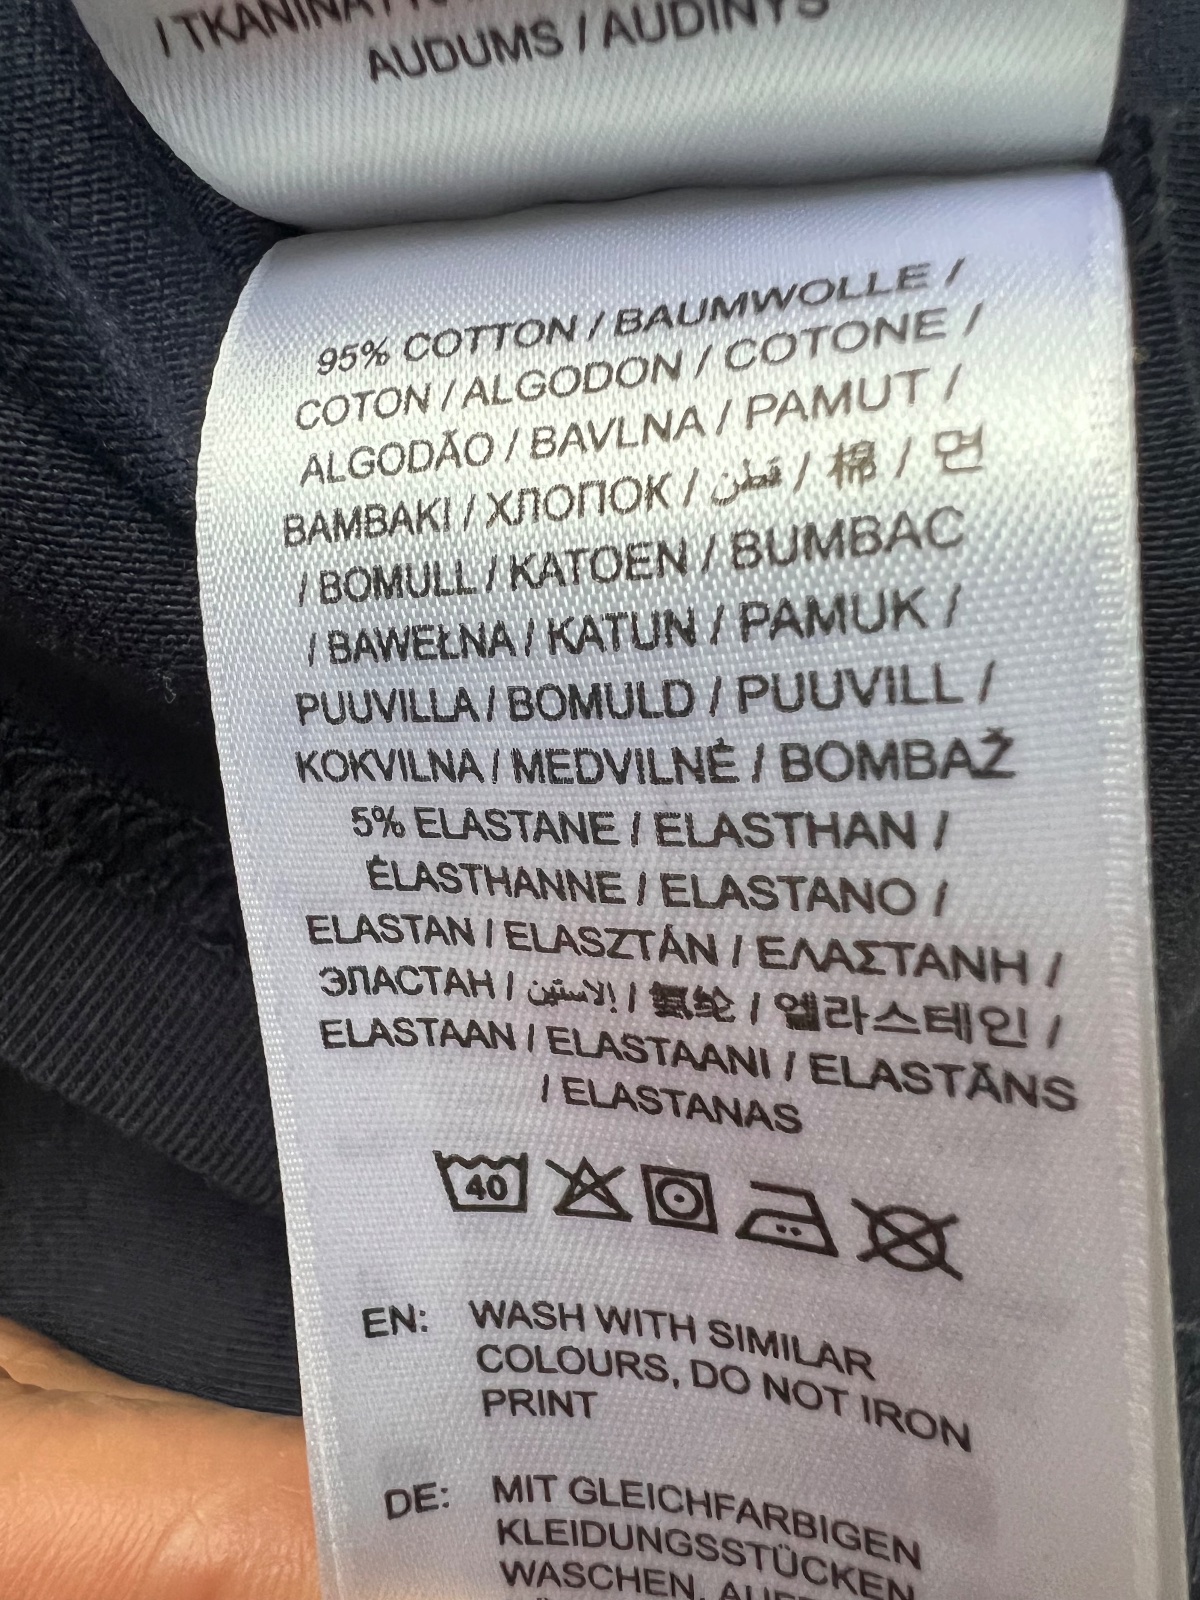 / TKANINA
AUDUMS / AUDINYS
95% COTTON / BAUMWOLLE /
COTON / ALGODON / COTONE /
ALGODÃO / BAVLNA / PAMUT /
BAMBAKI / ХЛОПОК / قطن / 棉 / 면
/ BOMULL / KATOEN / BUMBAC
/ BAWEŁNA / KATUN / PAMUK /
PUUVILLA / BOMULD / PUUVILL /
KOKVILNA / MEDVILNĖ / BOMBAŽ
5% ELASTANE / ELASTHAN /
ÉLASTHANNE / ELASTANO /
ELASTAN / ELASZTÁN / ΕΛΑΣΤΑΝΗ /
ЭЛАСТАН / إلاستين / 氨纶 / 엘라스테인 /
ELASTAAN / ELASTAANI / ELASTĀNS
/ ELASTANAS
40
EN: WASH WITH SIMILAR
COLOURS, DO NOT IRON
PRINT
DE: MIT GLEICHFARBIGEN
KLEIDUNGSSTÜCKEN
WASCHEN,